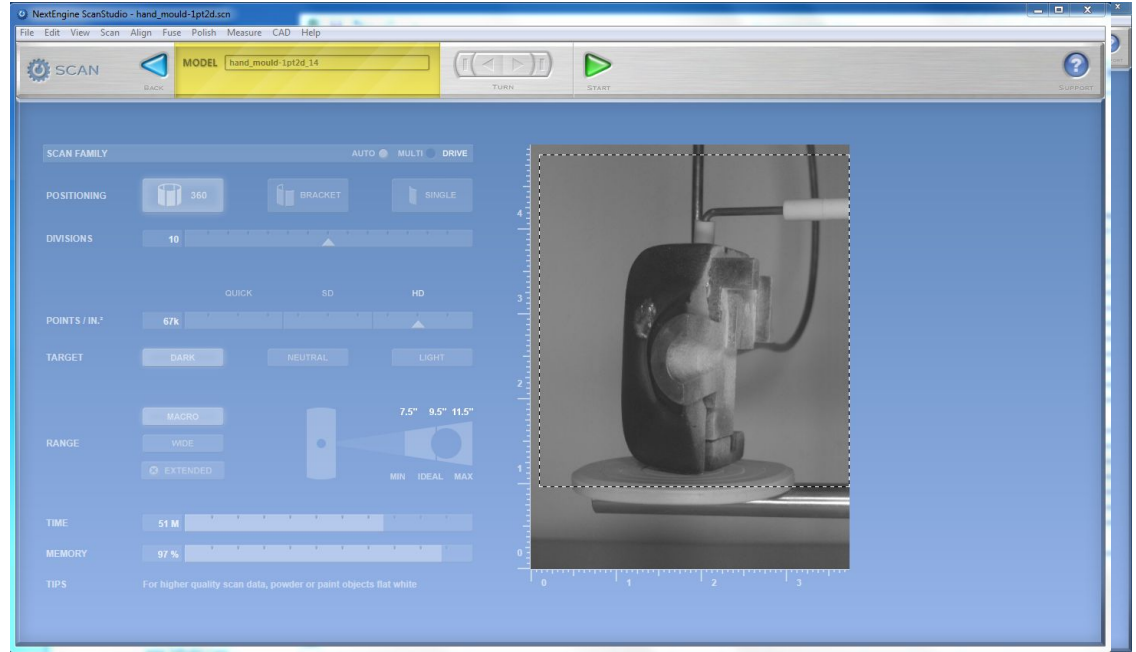 NextEngine ScanStudio - hand_mould-1pt2d.scn
File Edit View Scan Align Fuse Polish Measure CAD Help
SCAN
BACK
MODEL hand_mould-1pt2d_14
TURN
START
SUPPORT
SCAN FAMILY AUTO MULTI DRIVE
POSITIONING 360 BRACKET SINGLE
DIVISIONS 10
QUICK SD HD
POINTS / IN.² 67k
TARGET DARK NEUTRAL LIGHT
RANGE
MACRO
WIDE
EXTENDED
7.5" 9.5" 11.5"
MIN IDEAL MAX
TIME 51 M
MEMORY 97 %
TIPS For higher quality scan data, powder or paint objects flat white
4
3
2
1
0
0 1 2 3